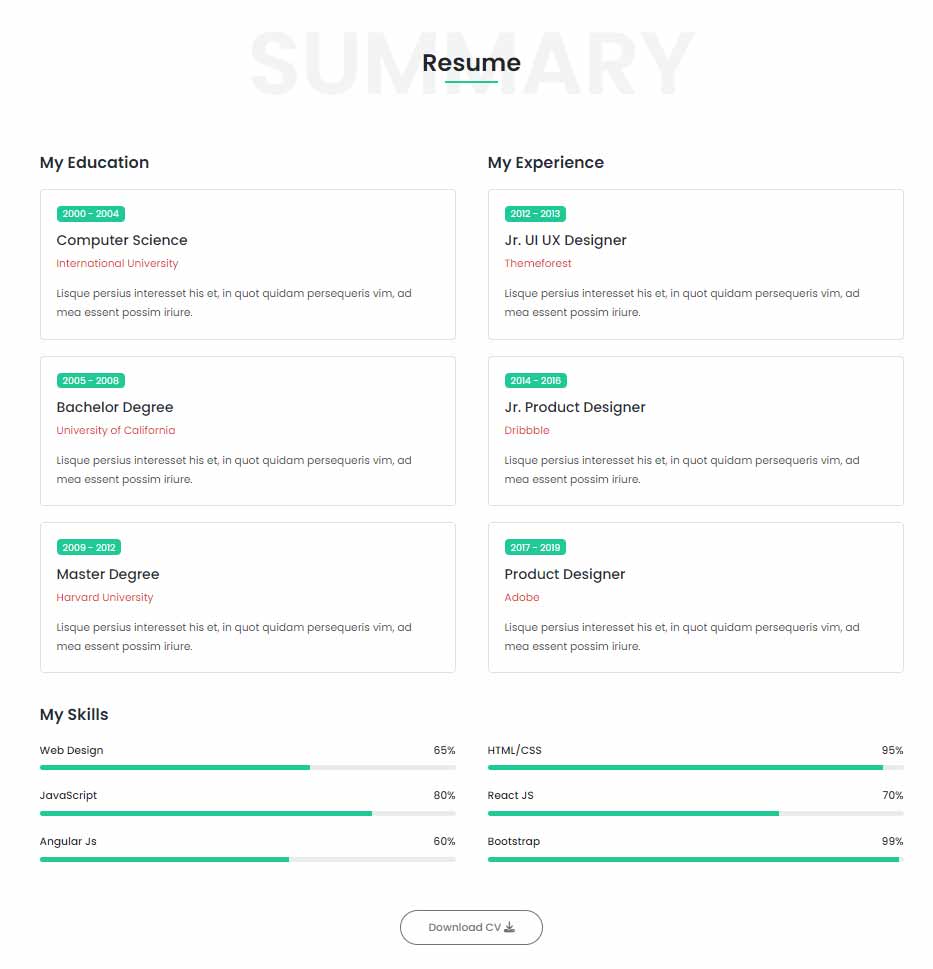 SUMMARY
Resume
My Education
2000 - 2004
Computer Science
International University
Lisque persius interesset his et, in quot quidam persequeris vim, ad
mea essent possim iriure.
2005 - 2008
Bachelor Degree
University of California
Lisque persius interesset his et, in quot quidam persequeris vim, ad
mea essent possim iriure.
2009 - 2012
Master Degree
Harvard University
Lisque persius interesset his et, in quot quidam persequeris vim, ad
mea essent possim iriure.
My Experience
2012 - 2013
Jr. UI UX Designer
Themeforest
Lisque persius interesset his et, in quot quidam persequeris vim, ad
mea essent possim iriure.
2014 - 2016
Jr. Product Designer
Dribbble
Lisque persius interesset his et, in quot quidam persequeris vim, ad
mea essent possim iriure.
2017 - 2019
Product Designer
Adobe
Lisque persius interesset his et, in quot quidam persequeris vim, ad
mea essent possim iriure.
My Skills
Web Design 65%
JavaScript 80%
Angular Js 60%
HTML/CSS 95%
React JS 70%
Bootstrap 99%
Download CV